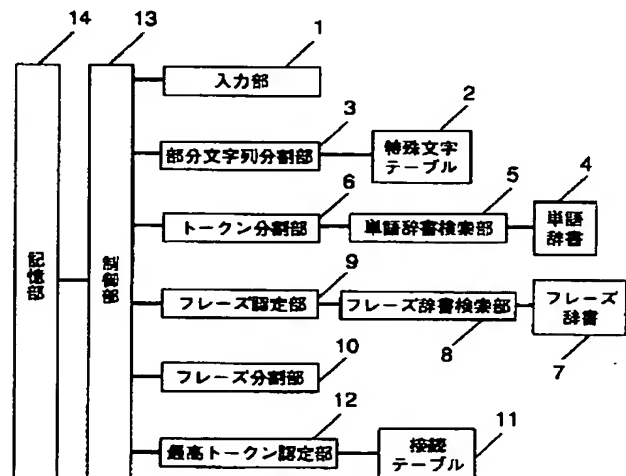 14
13
1
入力部
3
2
部分文字列分割部
特殊文字
テーブル
6
5
4
トークン分割部
単語辞書検索部
単語
辞書
記憶部
制御部
9
フレーズ認定部
フレーズ辞書検索部
フレーズ
辞書
8
7
10
フレーズ分割部
12
11
最高トークン認定部
接続
テーブル